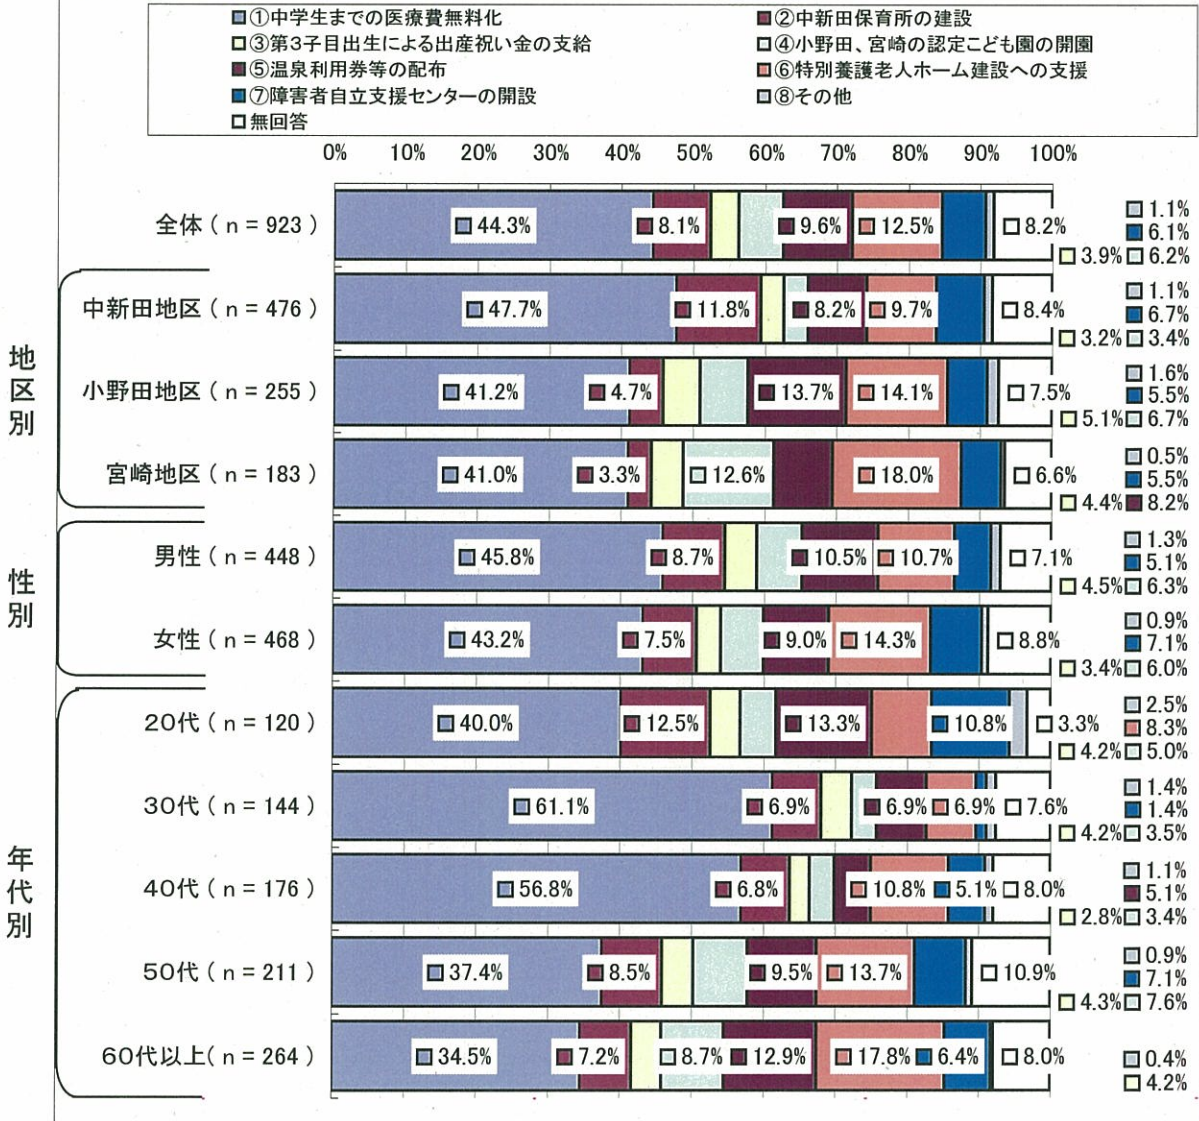 ①中学生までの医療費無料化 ②中新田保育所の建設
③第3子目出生による出産祝い金の支給 ④小野田、宮崎の認定こども園の開園
⑤温泉利用券等の配布 ⑥特別養護老人ホーム建設への支援
⑦障害者自立支援センターの開設 ⑧その他
無回答
0% 10% 20% 30% 40% 50% 60% 70% 80% 90% 100%
全体(n=923) 44.3% 8.1% 9.6% 12.5% 8.2% 1.1%
6.1%
3.9% 6.2%
地区別
中新田地区(n=476) 47.7% 11.8% 8.2% 9.7% 8.4% 1.1%
6.7%
3.2% 3.4%
小野田地区(n=255) 41.2% 4.7% 13.7% 14.1% 7.5% 1.6%
5.5%
5.1% 6.7%
宮崎地区(n=183) 41.0% 3.3% 12.6% 18.0% 6.6% 0.5%
5.5%
4.4% 8.2%
性別
男性(n=448) 45.8% 8.7% 10.5% 10.7% 7.1% 1.3%
5.1%
4.5% 6.3%
女性(n=468) 43.2% 7.5% 9.0% 14.3% 8.8% 0.9%
7.1%
3.4% 6.0%
年代別
20代(n=120) 40.0% 12.5% 13.3% 10.8% 3.3% 2.5%
8.3%
4.2% 5.0%
30代(n=144) 61.1% 6.9% 6.9% 6.9% 7.6% 1.4%
1.4%
4.2% 3.5%
40代(n=176) 56.8% 6.8% 10.8% 5.1% 8.0% 1.1%
5.1%
2.8% 3.4%
50代(n=211) 37.4% 8.5% 9.5% 13.7% 10.9% 0.9%
7.1%
4.3% 7.6%
60代以上(n=264) 34.5% 7.2% 8.7% 12.9% 17.8% 6.4% 8.0% 0.4%
4.2%